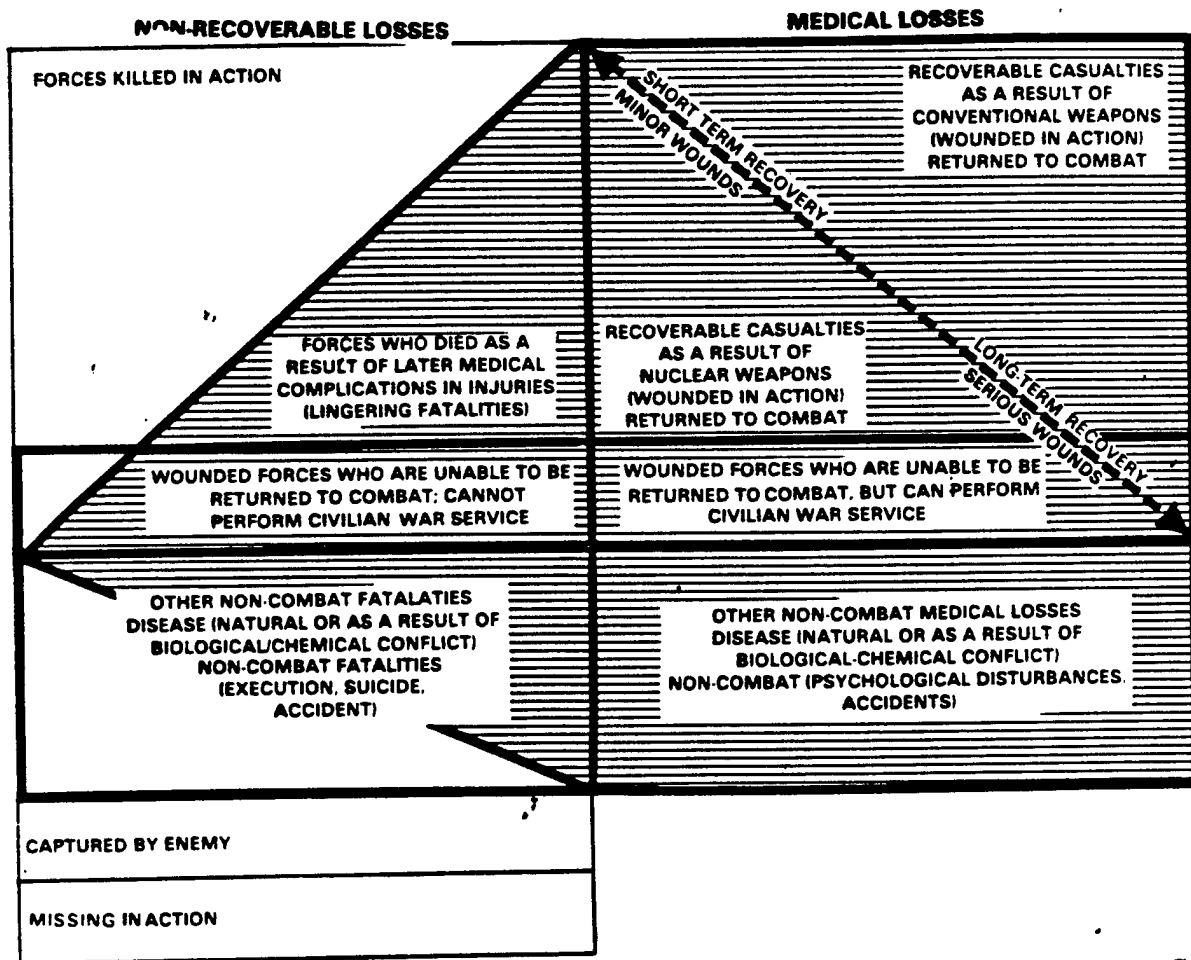 NON-RECOVERABLE LOSSES
MEDICAL LOSSES
FORCES KILLED IN ACTION
RECOVERABLE CASUALTIES
AS A RESULT OF
CONVENTIONAL WEAPONS
(WOUNDED IN ACTION)
RETURNED TO COMBAT
SHORT TERM RECOVERY
MINOR WOUNDS
FORCES WHO DIED AS A
RESULT OF LATER MEDICAL
COMPLICATIONS IN INJURIES
(LINGERING FATALITIES)
RECOVERABLE CASUALTIES
AS A RESULT OF
NUCLEAR WEAPONS
(WOUNDED IN ACTION)
RETURNED TO COMBAT
LONG-TERM RECOVERY
SERIOUS WOUNDS
WOUNDED FORCES WHO ARE UNABLE TO BE
RETURNED TO COMBAT; CANNOT
PERFORM CIVILIAN WAR SERVICE
WOUNDED FORCES WHO ARE UNABLE TO BE
RETURNED TO COMBAT, BUT CAN PERFORM
CIVILIAN WAR SERVICE
OTHER NON-COMBAT FATALATIES
DISEASE (NATURAL OR AS A RESULT OF
BIOLOGICAL/CHEMICAL CONFLICT)
NON-COMBAT FATALITIES
(EXECUTION, SUICIDE,
ACCIDENT)
OTHER NON-COMBAT MEDICAL LOSSES
DISEASE (NATURAL OR AS A RESULT OF
BIOLOGICAL-CHEMICAL CONFLICT)
NON-COMBAT (PSYCHOLOGICAL DISTURBANCES,
ACCIDENTS)
CAPTURED BY ENEMY
MISSING IN ACTION